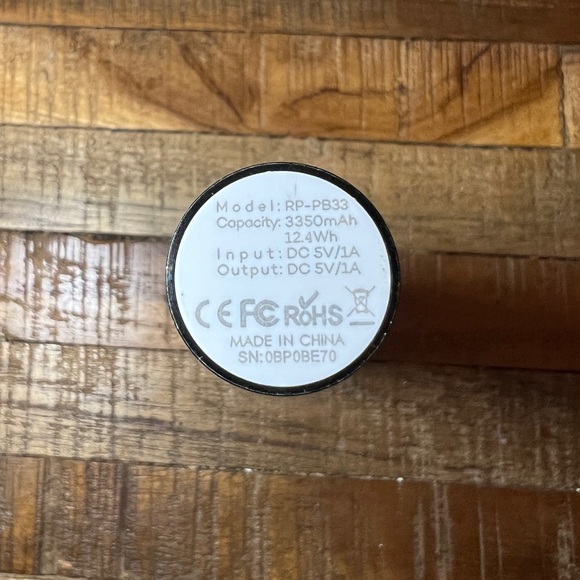 Model: RP-PB33
Capacity: 3350mAh
12.4Wh
Input: DC 5V/1A
Output: DC 5V/1A
CE FC RoHS
MADE IN CHINA
SN:0BP0BE70